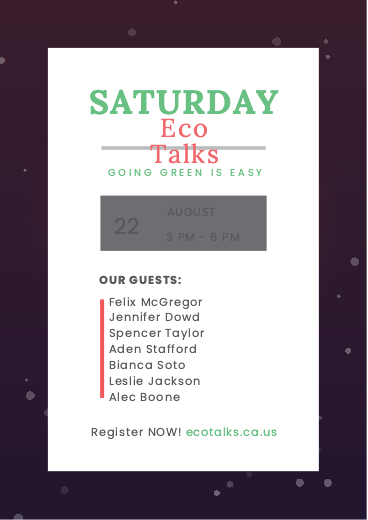 SATURDAY
Eco
Talks
GOING GREEN IS EASY
22
AUGUST
3 PM - 6 PM
OUR GUESTS:
Felix McGregor
Jennifer Dowd
Spencer Taylor
Aden Stafford
Bianca Soto
Leslie Jackson
Alec Boone
Register NOW! ecotalks.ca.us